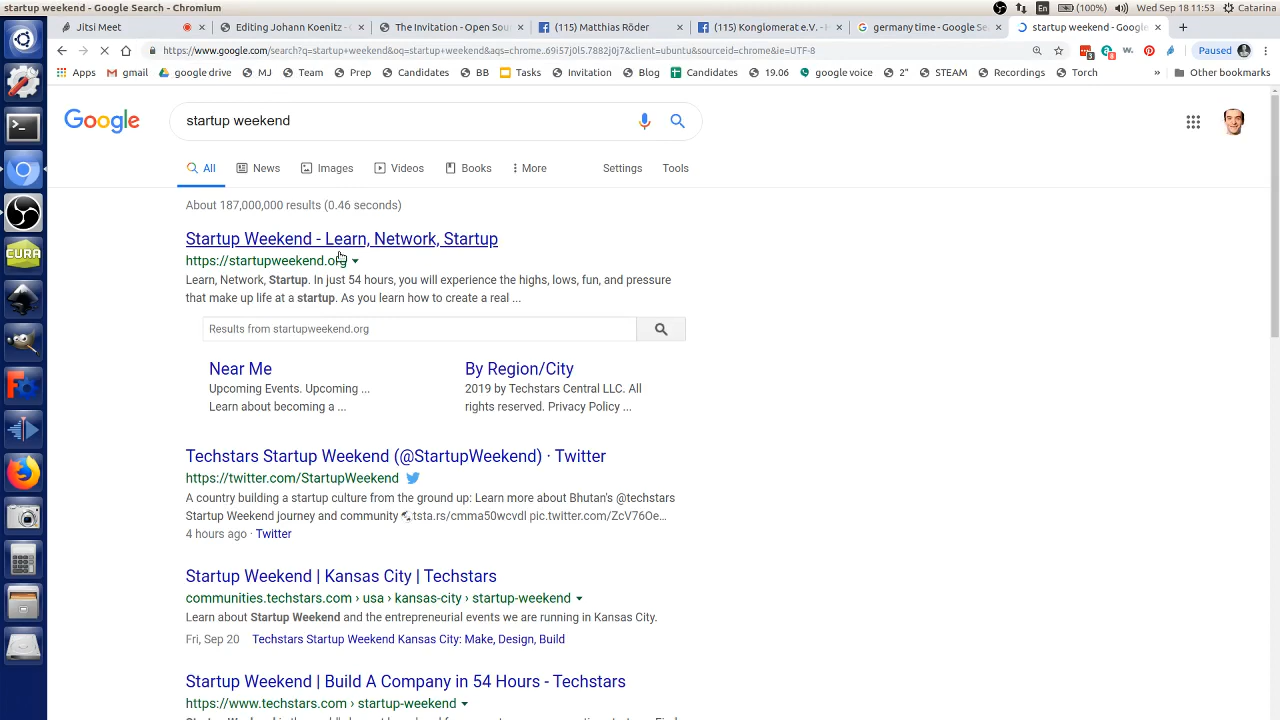 startup weekend - Google Search - Chromium
En (100%) Wed Sep 18 11:53 Catarina
Jitsi Meet
Editing Johann Romefort - C
The Invention - Open Sou
(115) Matthias Röder
(115) Konglomerat e.V. - H
germany time - Google Se
startup weekend - Google
https://www.google.com/search?q=startup+weekend&oq=startup+weekend&aqs=chrome..69i57j0l5.7882j0j7&client=ubuntu&sourceid=chrome&ie=UTF-8
Paused
Apps gmail google drive MJ Team Prep Candidates BB Tasks Invitation Blog Candidat 19.06 google voice 2" STEAM Recordings Torch » Other bookmarks
Google
startup weekend
All News Images Videos Books More Settings Tools
About 187,000,000 results (0.46 seconds)
Startup Weekend - Learn, Network, Startup
https://startupweekend.org
Learn, Network, Startup. In just 54 hours, you will experience the highs, lows, fun, and pressure
that make up life at a startup. As you learn how to create a real ...
Results from startupweekend.org
Near Me
Upcoming Events. Upcoming ...
Learn about becoming a ...
By Region/City
2019 by Techstars Central LLC. All
rights reserved. Privacy Policy ...
Techstars Startup Weekend (@StartupWeekend) · Twitter
https://twitter.com/StartupWeekend
A country building a startup culture from the ground up: Learn more about Bhutan's @techstars
Startup Weekend journey and community tsta.rs/cmma50wcvdl pic.twitter.com/ZcV76Oe...
4 hours ago · Twitter
Startup Weekend | Kansas City | Techstars
communities.techstars.com › usa › kansas-city › startup-weekend
Learn about Startup Weekend and the entrepreneurial events we are running in Kansas City.
Fri, Sep 20 Techstars Startup Weekend Kansas City: Make, Design, Build
Startup Weekend | Build A Company in 54 Hours - Techstars
https://www.techstars.com › startup-weekend
CURA